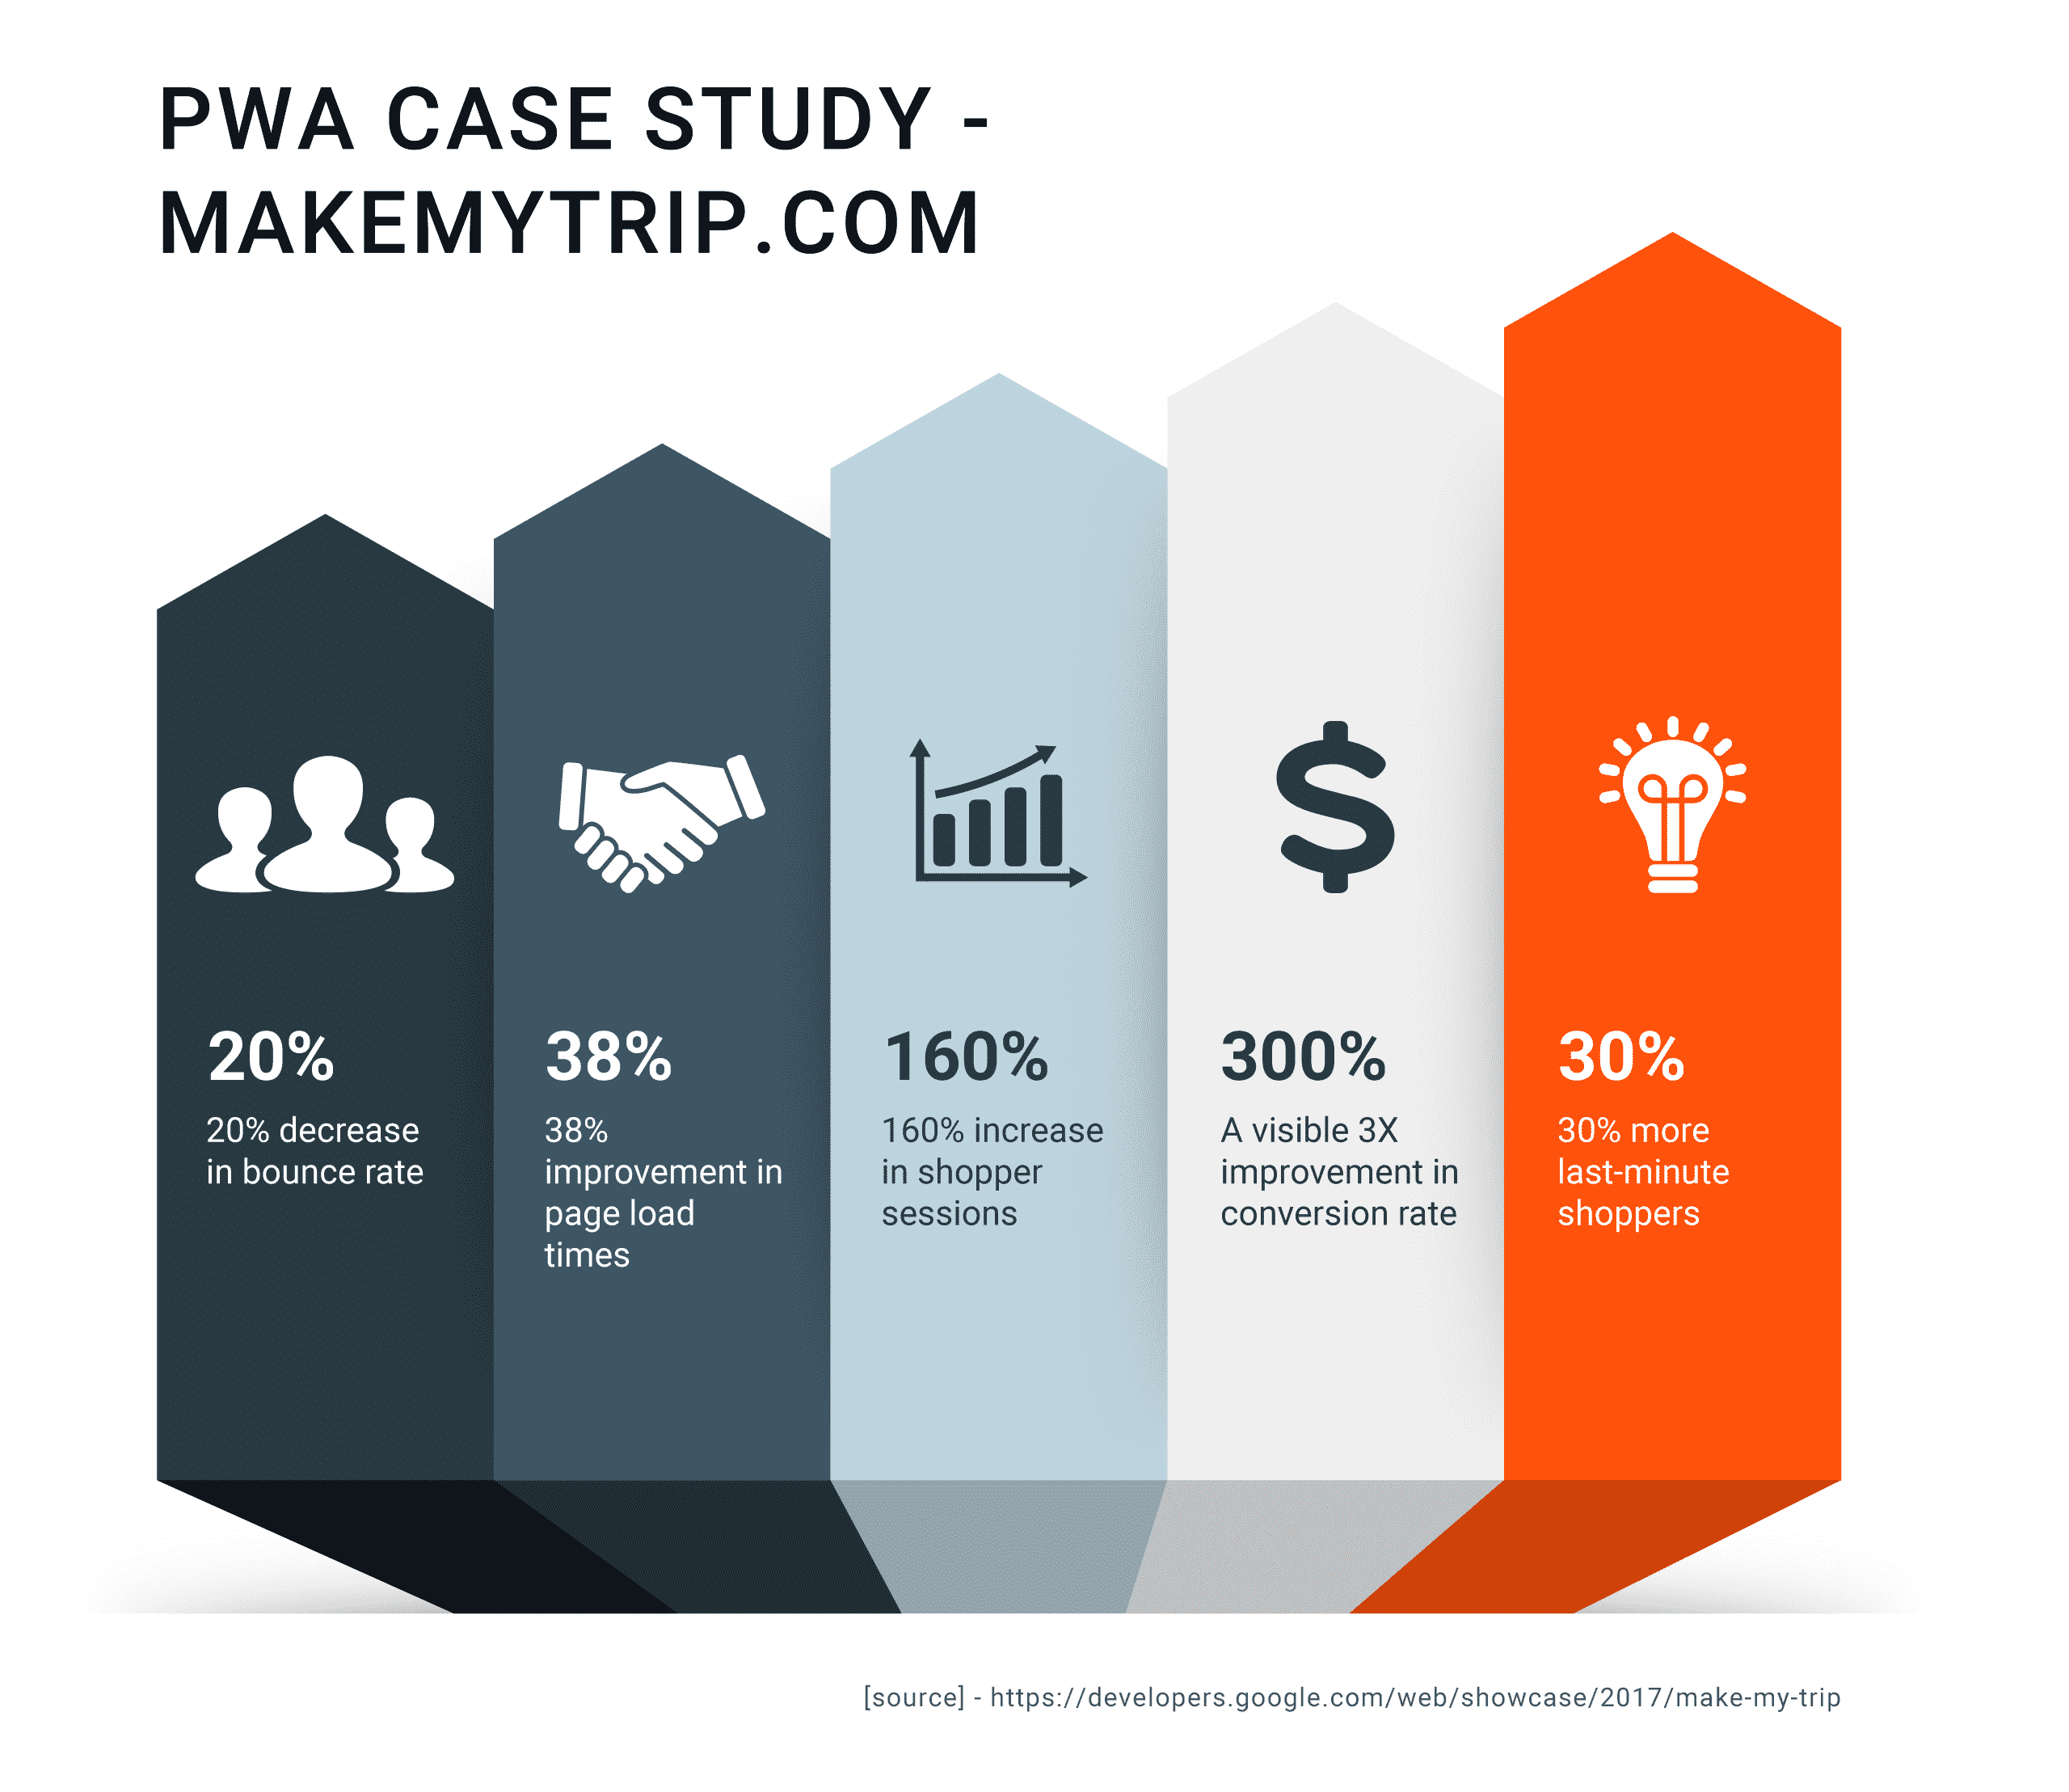 PWA CASE STUDY -
MAKEMYTRIP.COM
20%
20% decrease
in bounce rate
38%
38%
improvement in
page load
times
160%
160% increase
in shopper
sessions
300%
A visible 3X
improvement in
conversion rate
30%
30% more
last-minute
shoppers
[source] - https://developers.google.com/web/showcase/2017/make-my-trip